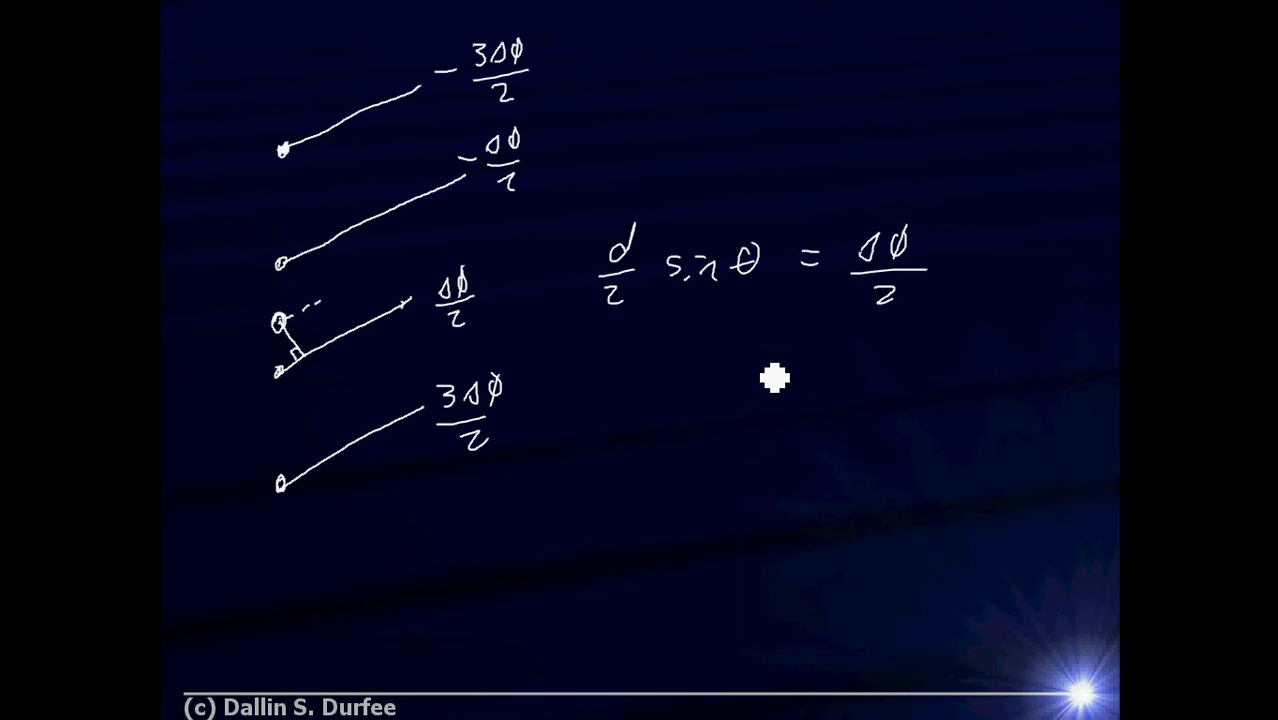 - 3Δϕ/2
- Δϕ/2
Δϕ/2
3Δϕ/2
d/2 sin θ = Δϕ/2
(c) Dallin S. Durfee